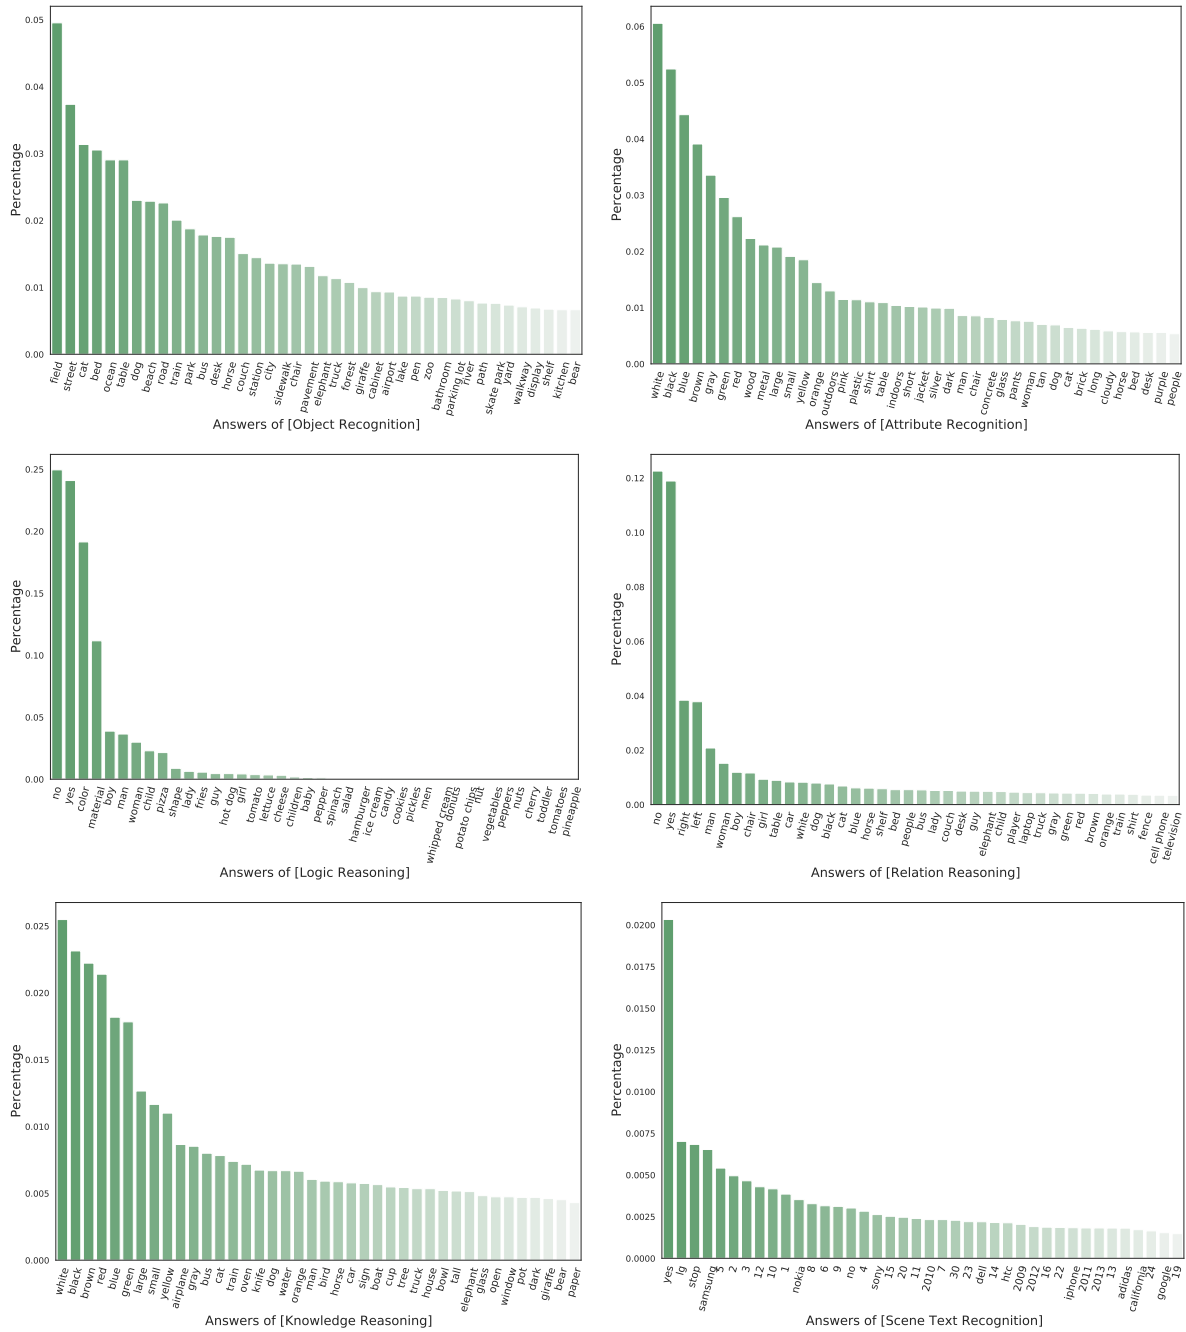 0.05
0.04
0.03
0.02
0.01
0.00
Percentage
field street cat bed ocean table dog beach road train park bus desk horse couch station city sidewalk chair pavement elephant truck forest giraffe cabinet airport lake pen zoo bathroom parking lot river path skate park yard walkway display shelf kitchen bear
Answers of [Object Recognition]
0.06
0.05
0.04
0.03
0.02
0.01
0.00
Percentage
white black blue brown gray green red wood metal large small yellow orange outdoors pink plastic shirt table indoors short jacket silver dark man chair concrete glass pants woman tan dog cat brick long cloudy horse bed desk purple people
Answers of [Attribute Recognition]
0.25
0.20
0.15
0.10
0.05
0.00
Percentage
no yes color material boy man woman child pizza shape lady fries guy hot dog girl tomato lettuce cheese children baby pepper spinach salad hamburger ice cream candy cookies pickles men whipped cream donuts potato chips nut vegetables peppers nuts cherry toddler tomatoes pineapple
Answers of [Logic Reasoning]
0.12
0.10
0.08
0.06
0.04
0.02
0.00
Percentage
no yes right left man woman boy chair girl table car white dog black cat blue horse shelf bed people bus lady couch desk guy elephant child player laptop truck gray green red brown orange train shirt fence cell phone television
Answers of [Relation Reasoning]
0.025
0.020
0.015
0.010
0.005
0.000
Percentage
white black brown red blue green large small yellow airplane gray bus cat train oven knife dog water orange man bird horse car sign boat cup tree truck house bowl tall elephant glass open window pot dark giraffe bear paper
Answers of [Knowledge Reasoning]
0.0200
0.0175
0.0150
0.0125
0.0100
0.0075
0.0050
0.0025
0.0000
Percentage
yes lg stop samsung 5 2 3 12 10 1 nokia 8 6 9 no 4 sony 15 20 11 2010 7 30 23 dell 14 htc 2009 2012 16 22 iphone 2011 2013 13 adidas california 24 google 19
Answers of [Scene Text Recognition]